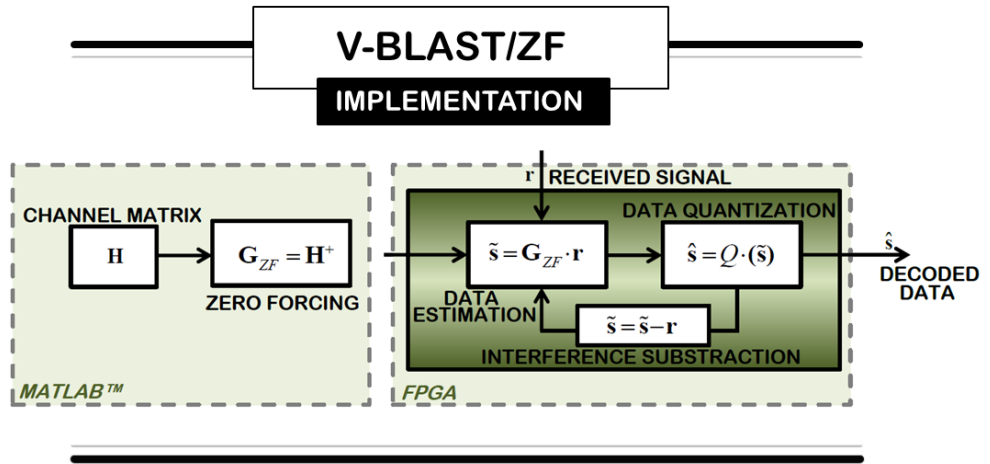 V-BLAST/ZF
IMPLEMENTATION
r RECEIVED SIGNAL
CHANNEL MATRIX
DATA QUANTIZATION
H
G_ZF = H⁺
s̃ = G_ZF · r
ŝ = Q · (s̃)
ŝ
ZERO FORCING
DATA
ESTIMATION
DECODED
DATA
s̃ = s̃ − r
INTERFERENCE SUBSTRACTION
MATLAB™
FPGA